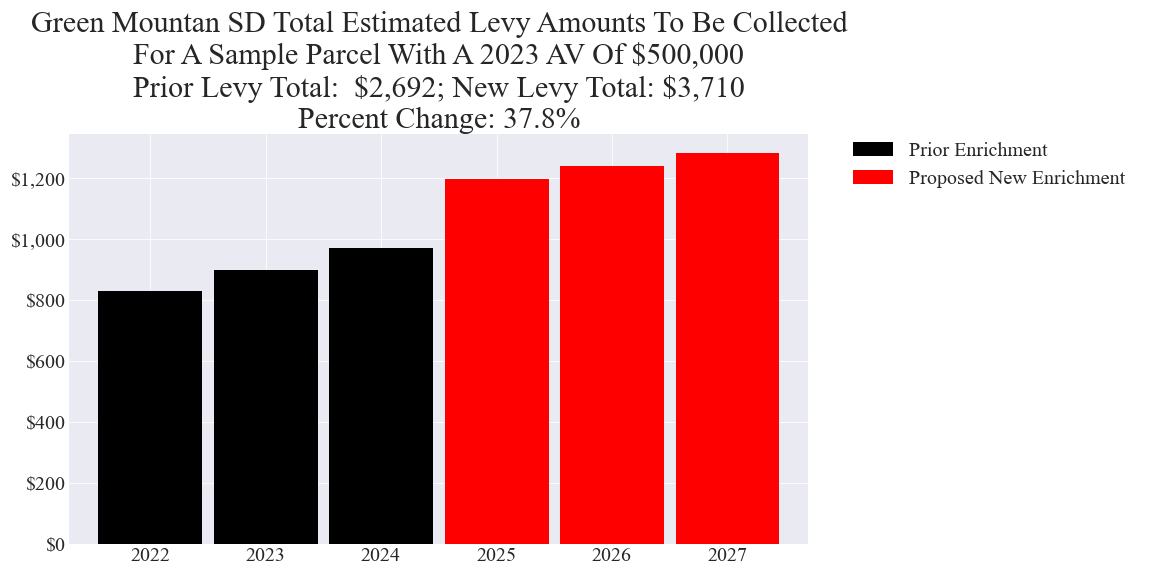 Green Mountan SD Total Estimated Levy Amounts To Be Collected
For A Sample Parcel With A 2023 AV Of $500,000
Prior Levy Total:  $2,692; New Levy Total: $3,710
Percent Change: 37.8%
Prior Enrichment
Proposed New Enrichment
$1,200
$1,000
$800
$600
$400
$200
$0
2022 2023 2024 2025 2026 2027